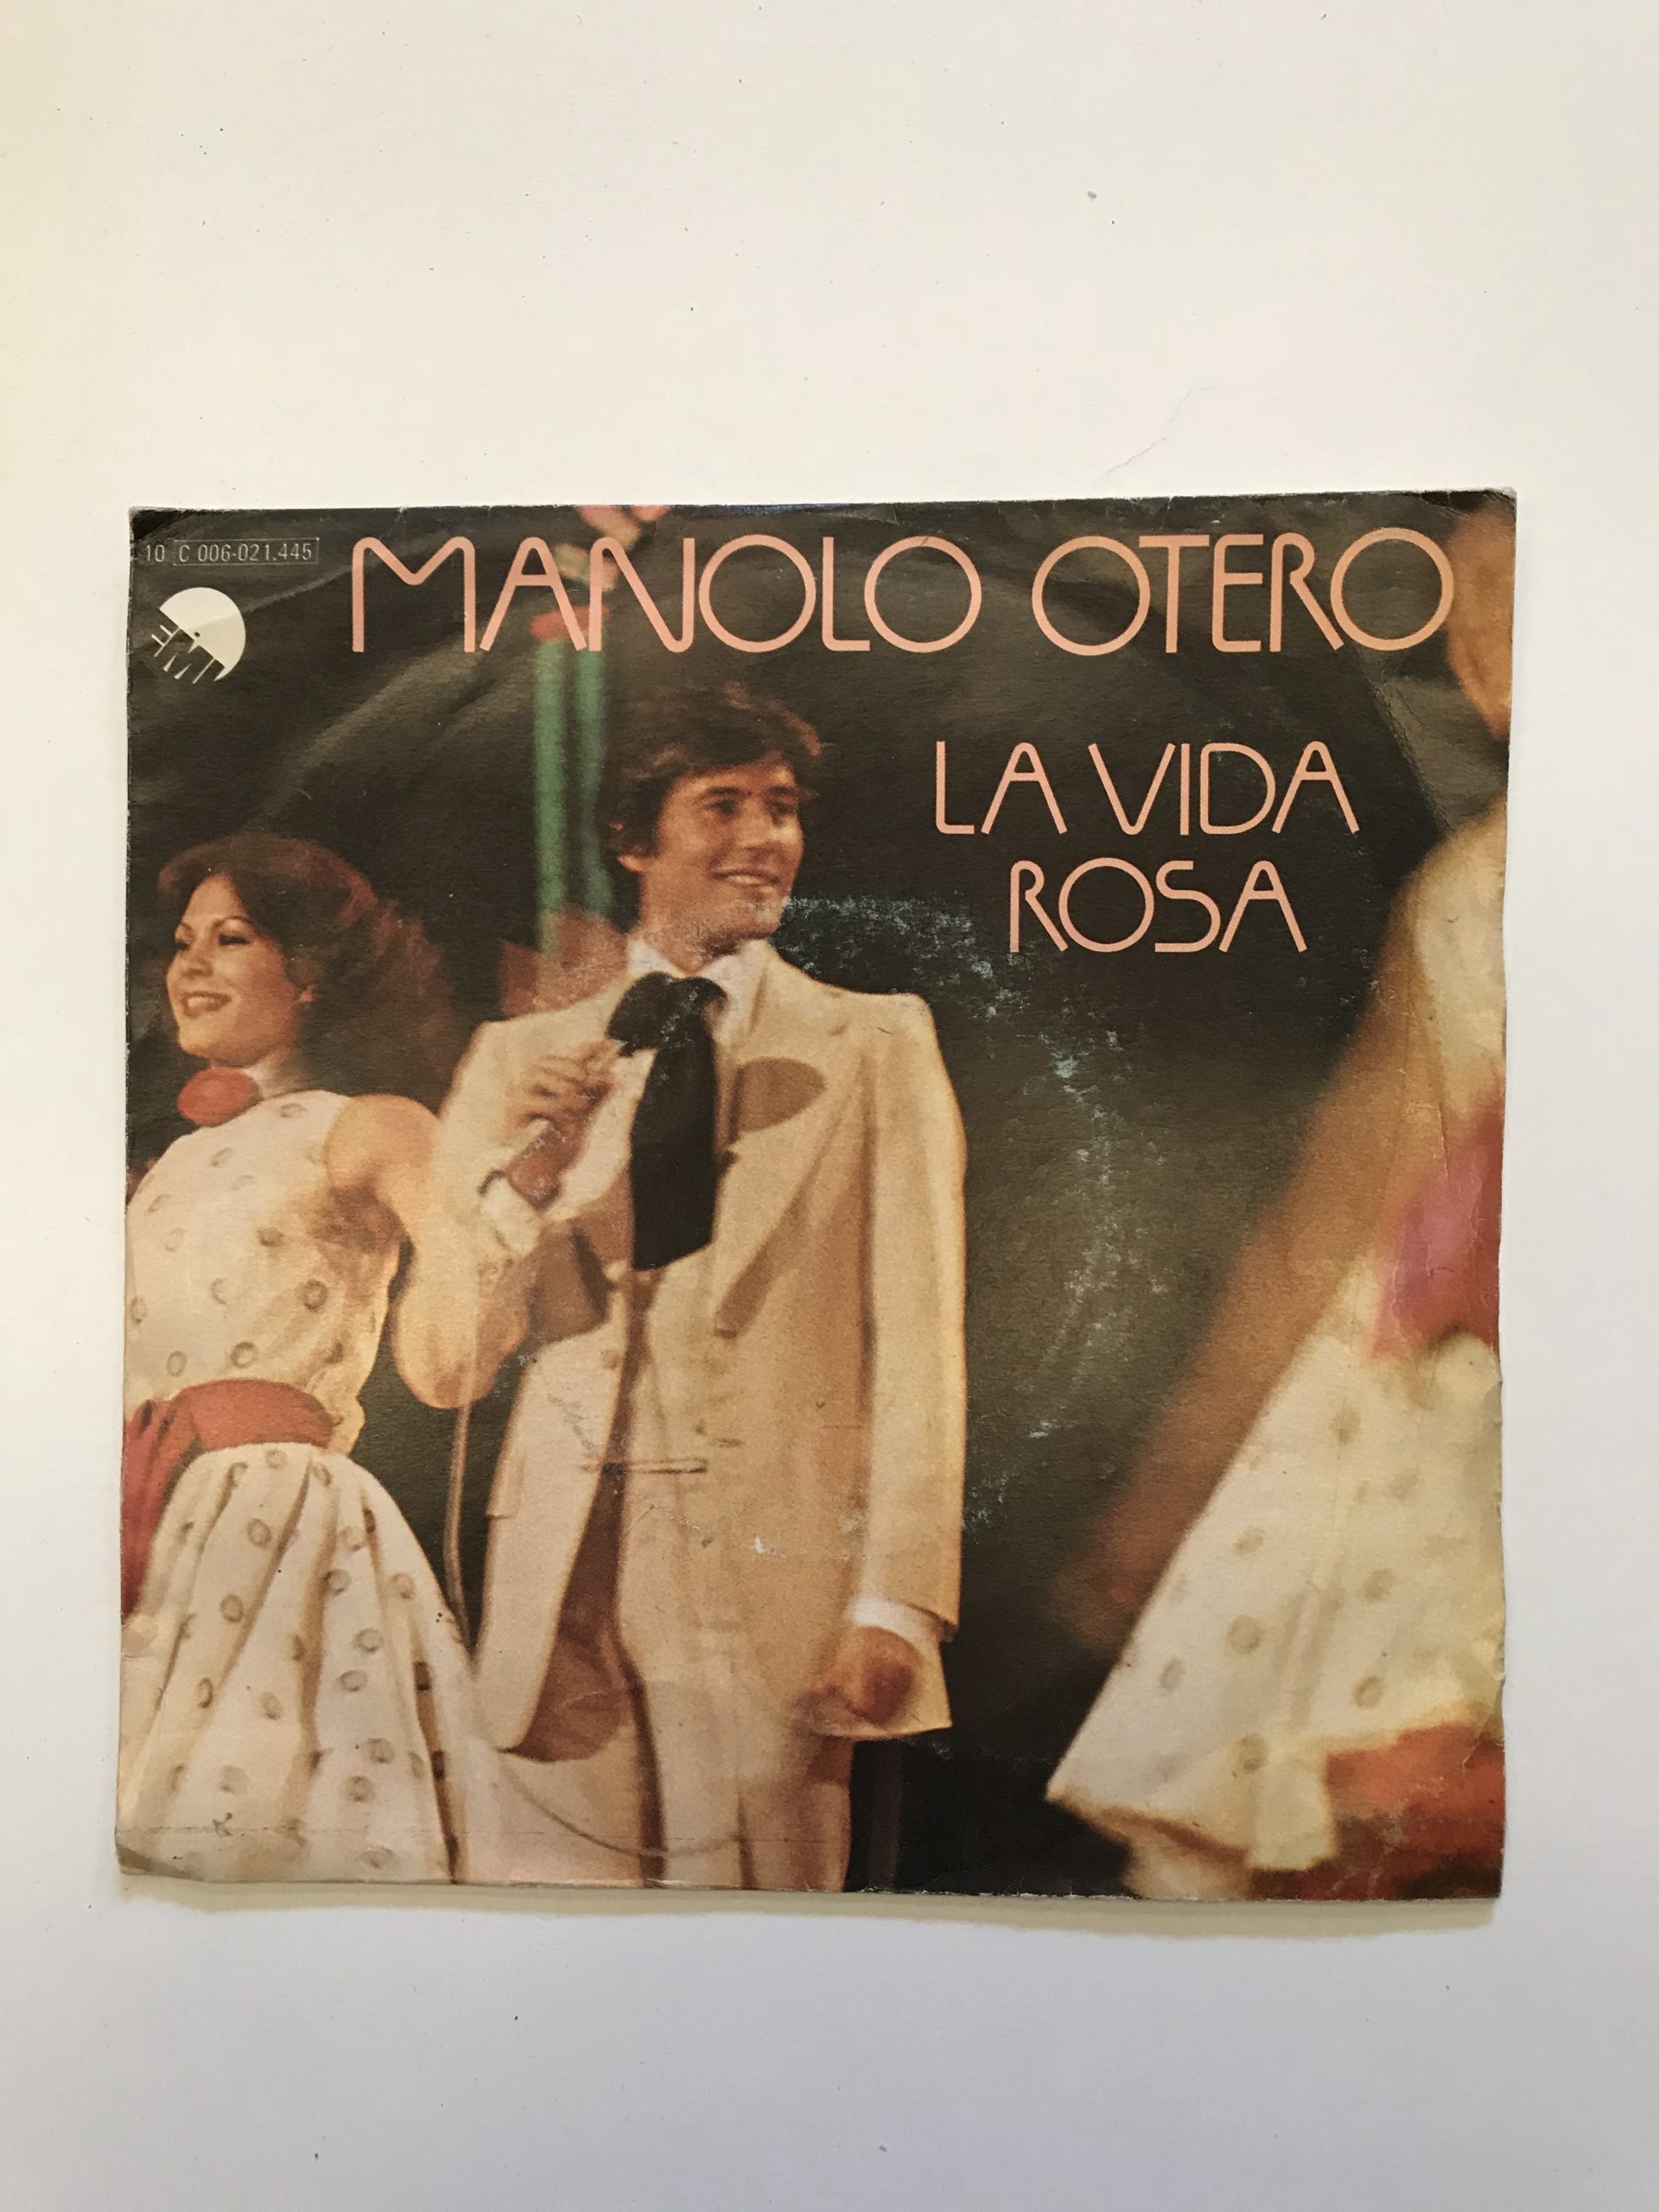 10 C 006-021.445
EMI
MANOLO OTERO
LA VIDA
ROSA